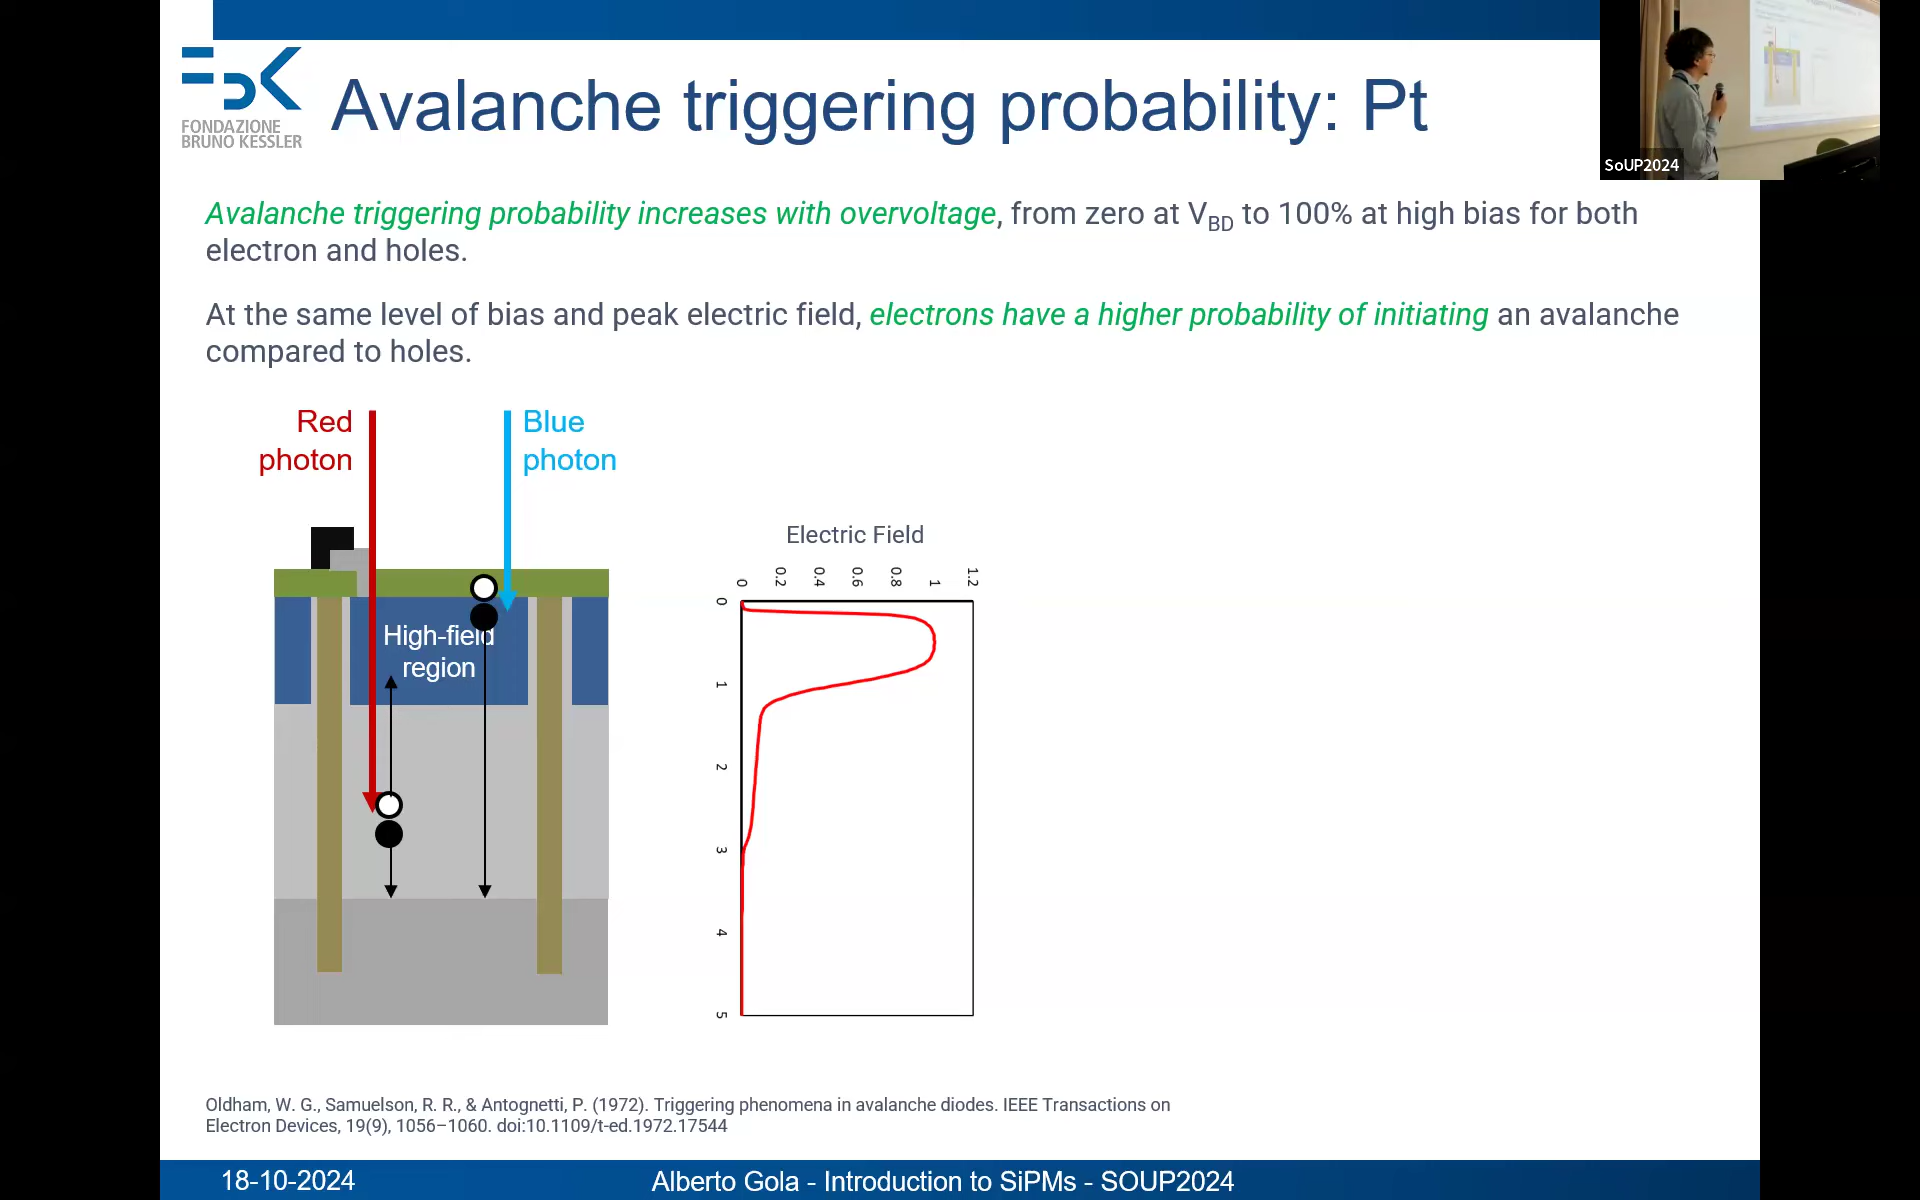 FONDAZIONE
BRUNO KESSLER
Avalanche triggering probability: Pt
SoUP2024
Avalanche triggering probability increases with overvoltage, from zero at VBD to 100% at high bias for both
electron and holes.
At the same level of bias and peak electric field, electrons have a higher probability of initiating an avalanche
compared to holes.
Red
photon
Blue
photon
High-field
region
Electric Field
0 0.2 0.4 0.6 0.8 1 1.2
0
1
2
3
4
5
Oldham, W. G., Samuelson, R. R., & Antognetti, P. (1972). Triggering phenomena in avalanche diodes. IEEE Transactions on
Electron Devices, 19(9), 1056–1060. doi:10.1109/t-ed.1972.17544
18-10-2024
Alberto Gola - Introduction to SiPMs - SOUP2024